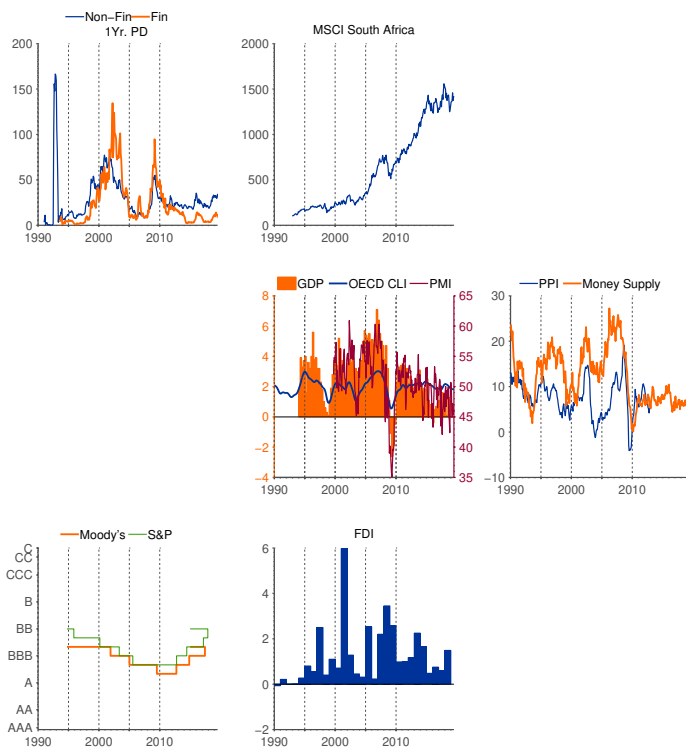 Non−Fin Fin
1Yr. PD
200
150
100
50
0
1990 2000 2010
MSCI South Africa
2000
1500
1000
500
0
1990 2000 2010
GDP OECD CLI PMI
8
6
4
2
0
−2
−4
65
60
55
50
45
40
35
1990 2000 2010
PPI Money Supply
30
20
10
0
−10
1990 2000 2010
Moody's S&P
C
CC
CCC
B
BB
BBB
A
AA
AAA
1990 2000 2010
FDI
6
4
2
0
−2
1990 2000 2010